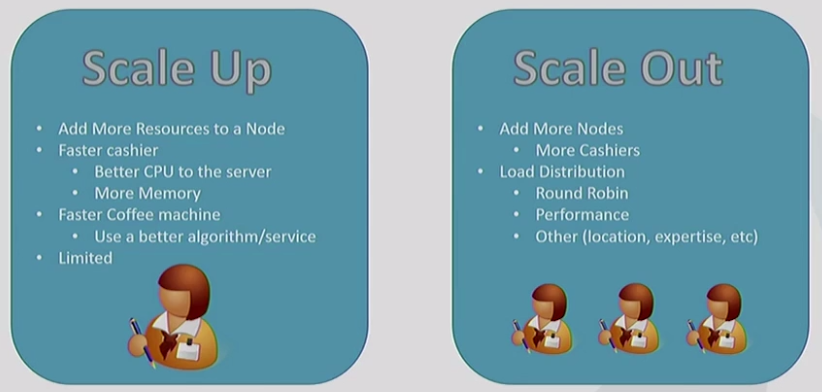 Scale Up
• Add More Resources to a Node
• Faster cashier
• Better CPU to the server
• More Memory
• Faster Coffee machine
• Use a better algorithm/service
• Limited
Scale Out
• Add More Nodes
• More Cashiers
• Load Distribution
• Round Robin
• Performance
• Other (location, expertise, etc)